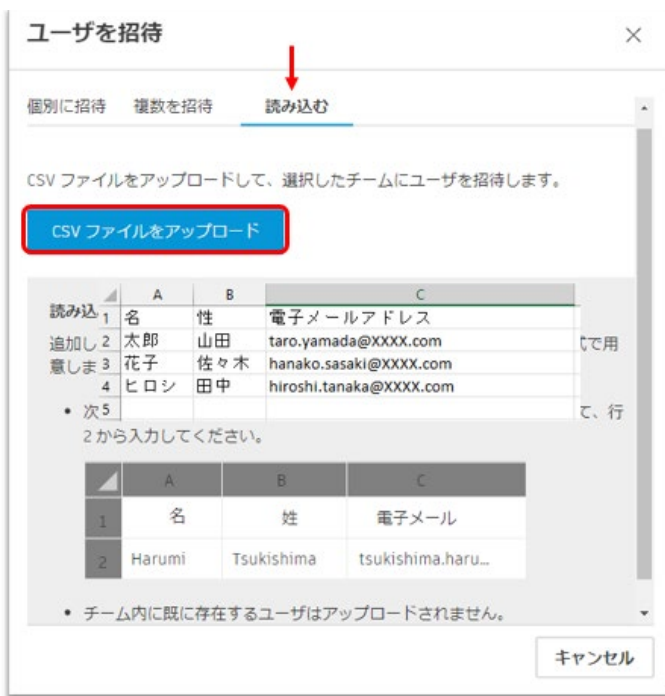 ユーザを招待
個別に招待 複数を招待 読み込む
CSV ファイルをアップロードして、選択したチームにユーザを招待します。
CSV ファイルをアップロード
A B C
読み込
1 名 性 電子メールアドレス
追加し 2 太郎 山田 taro.yamada@XXXX.com 式で用
意しま 3 花子 佐々木 hanako.sasaki@XXXX.com
4 ヒロシ 田中 hiroshi.tanaka@XXXX.com
• 次 5 て、行
2 から入力してください。
A B C
1 名 姓 電子メール
2 Harumi Tsukishima tsukishima.haru...
• チーム内に既に存在するユーザはアップロードされません。
キャンセル